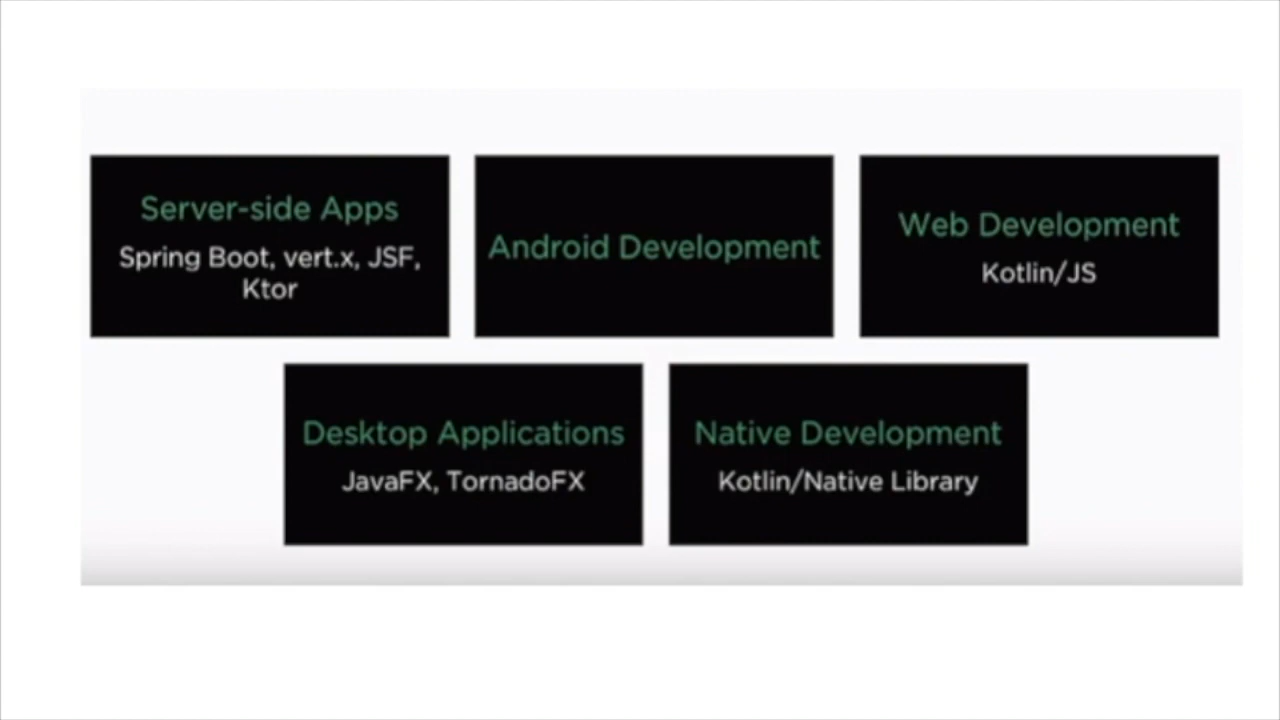 Server-side Apps
Spring Boot, vert.x, JSF,
Ktor
Android Development
Web Development
Kotlin/JS
Desktop Applications
JavaFX, TornadoFX
Native Development
Kotlin/Native Library